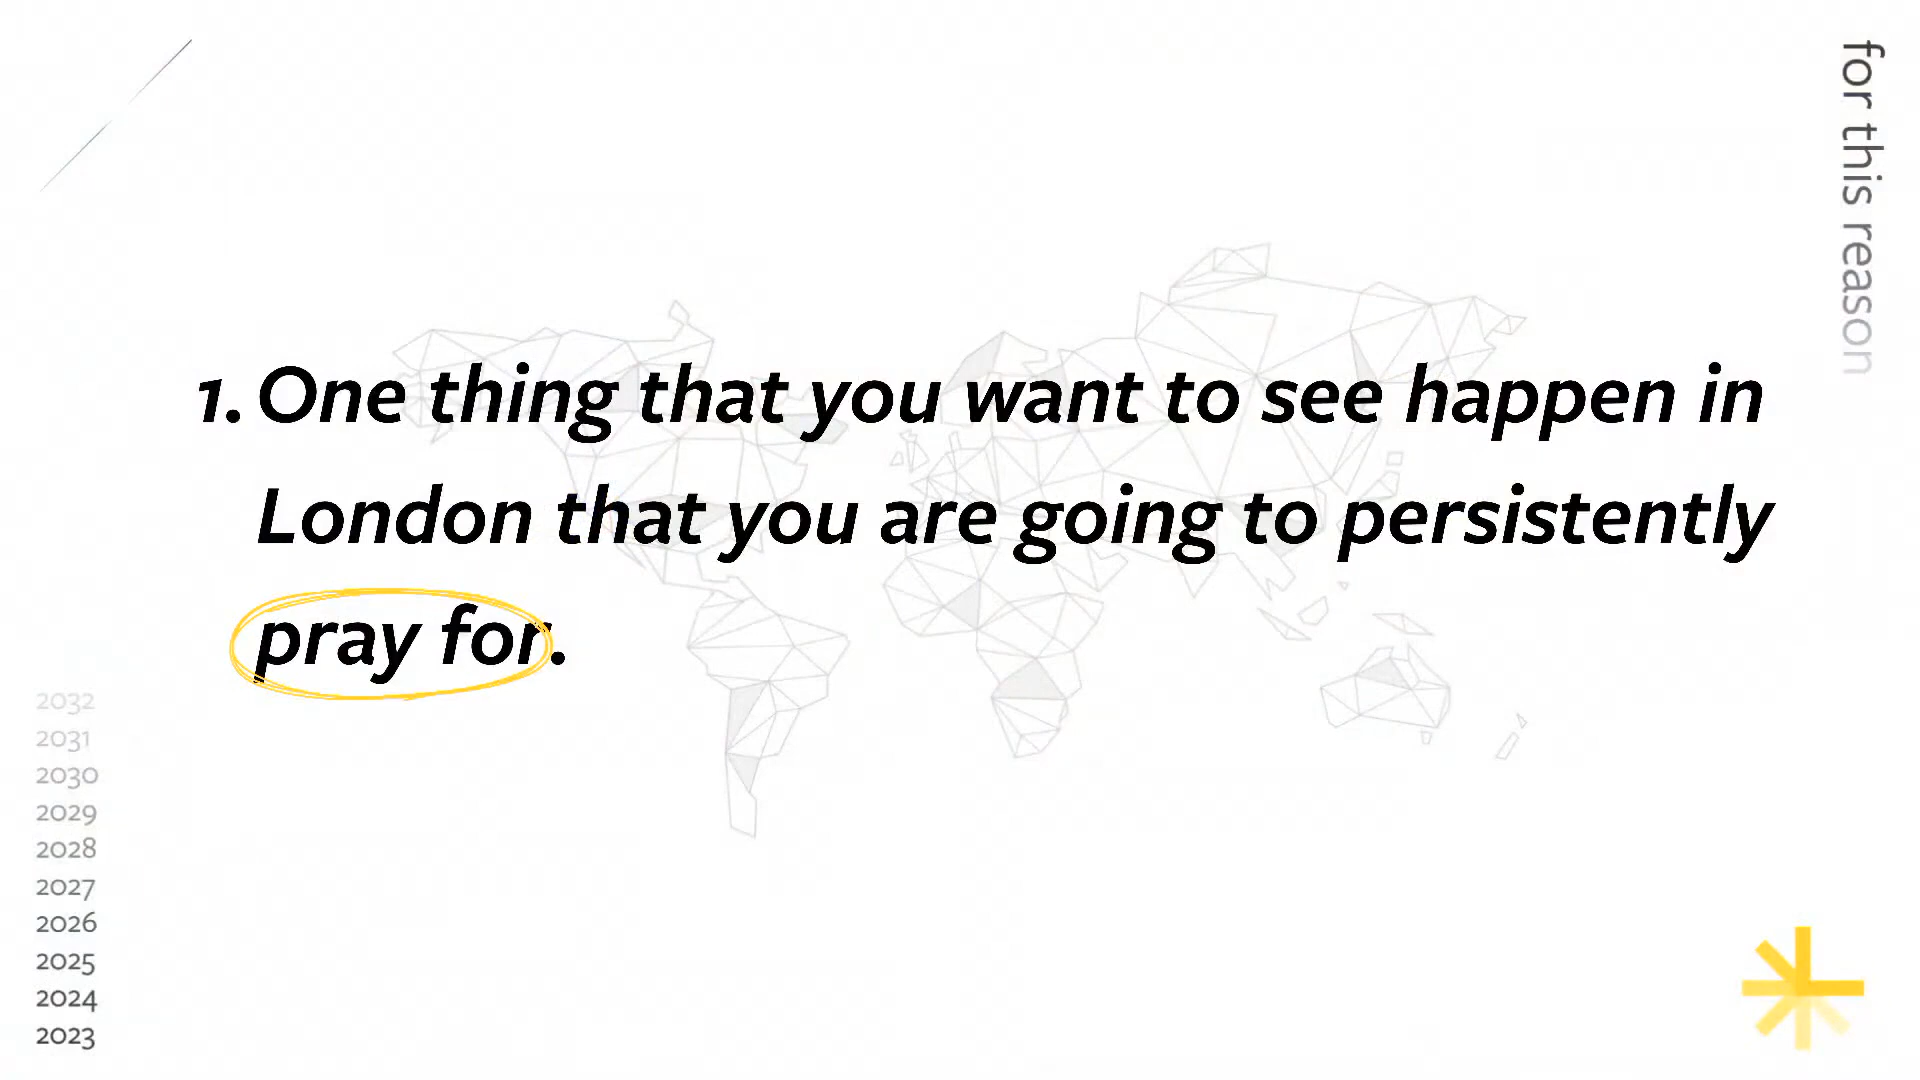 for this reason
1. One thing that you want to see happen in
London that you are going to persistently
pray for.
2032
2031
2030
2029
2028
2027
2026
2025
2024
2023